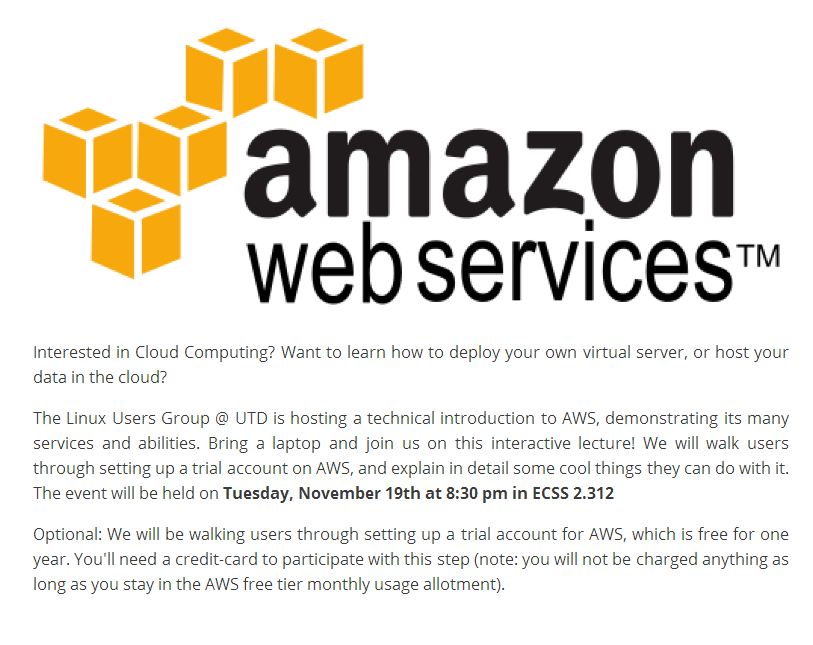 amazon
web services™
Interested in Cloud Computing? Want to learn how to deploy your own virtual server, or host your
data in the cloud?
The Linux Users Group @ UTD is hosting a technical introduction to AWS, demonstrating its many
services and abilities. Bring a laptop and join us on this interactive lecture! We will walk users
through setting up a trial account on AWS, and explain in detail some cool things they can do with it.
The event will be held on Tuesday, November 19th at 8:30 pm in ECSS 2.312
Optional: We will be walking users through setting up a trial account for AWS, which is free for one
year. You'll need a credit-card to participate with this step (note: you will not be charged anything as
long as you stay in the AWS free tier monthly usage allotment).